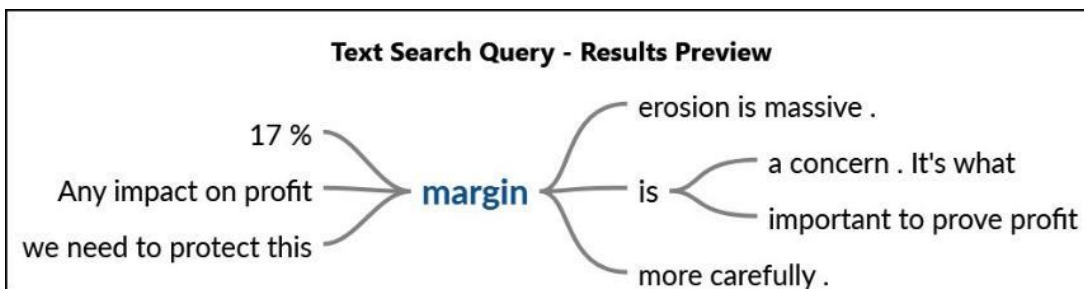 Text Search Query - Results Preview
17 %
Any impact on profit
we need to protect this
margin
erosion is massive .
is
a concern . It's what
important to prove profit
more carefully .